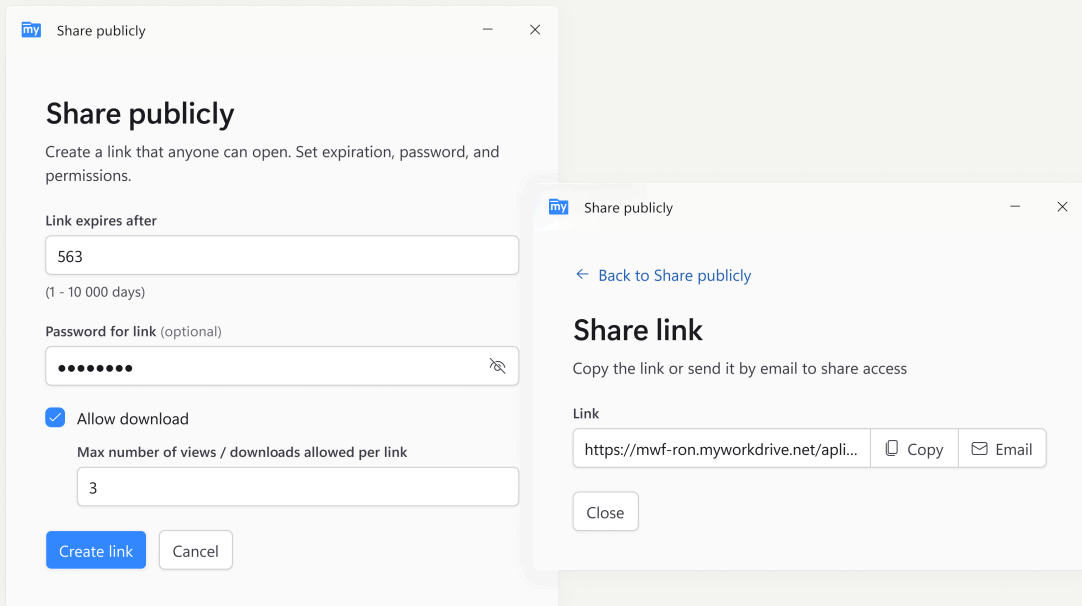 my Share publicly
Share publicly
Create a link that anyone can open. Set expiration, password, and
permissions.
Link expires after
563
(1 - 10 000 days)
Password for link (optional)
Allow download
Max number of views / downloads allowed per link
3
Create link Cancel
my Share publicly
Back to Share publicly
Share link
Copy the link or send it by email to share access
Link
https://mwf-ron.myworkdrive.net/apli... Copy Email
Close